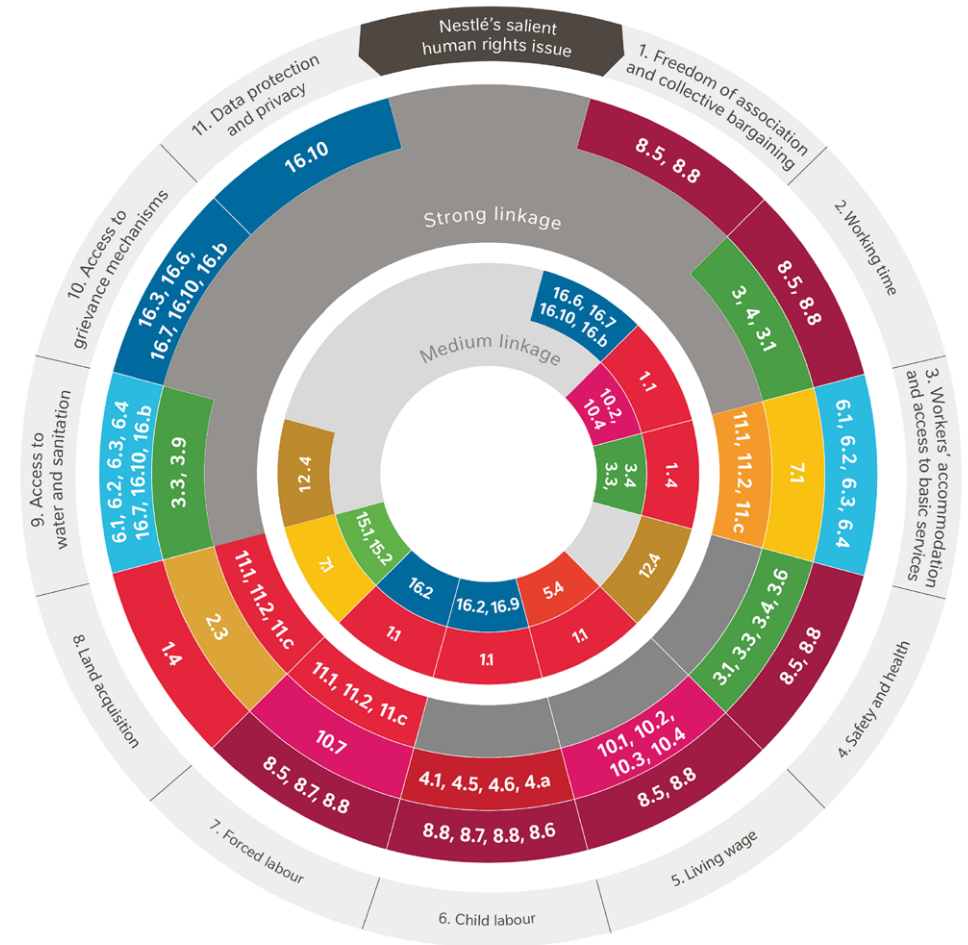 Nestlé's salient
human rights issue
1. Freedom of association
and collective bargaining
2. Working time
3. Workers' accommodation
and access to basic services
4. Safety and health
5. Living wage
6. Child labour
7. Forced labour
8. Land acquisition
9. Access to
water and sanitation
10. Access to
grievance mechanisms
11. Data protection
and privacy
Strong linkage
8.5, 8.8
8.5, 8.8
3, 4, 3.1
6.1, 6.2, 6.3, 6.4
7.1
11.1, 11.2, 11.c
8.5, 8.8
3.1, 3.3, 3.4, 3.6
8.5, 8.8
10.1, 10.2,
10.3, 10.4
8.8, 8.7, 8.8, 8.6
4.1, 4.5, 4.6, 4.a
8.5, 8.7, 8.8
10.7
11.1, 11.2, 11.c
1.4
2.3
11.1, 11.2, 11.c
6.1, 6.2, 6.3, 6.4
16.7, 16.10, 16.b
3.3, 3.9
16.3, 16.6,
16.7, 16.10, 16.b
16.10
Medium linkage
16.6, 16.7
16.10, 16.b
1.1
10.2,
10.4
1.4
3.4
3.3,
12.4
1.1
5.4
1.1
16.2, 16.9
1.1
16.2
7.1
15.1, 15.2
12.4